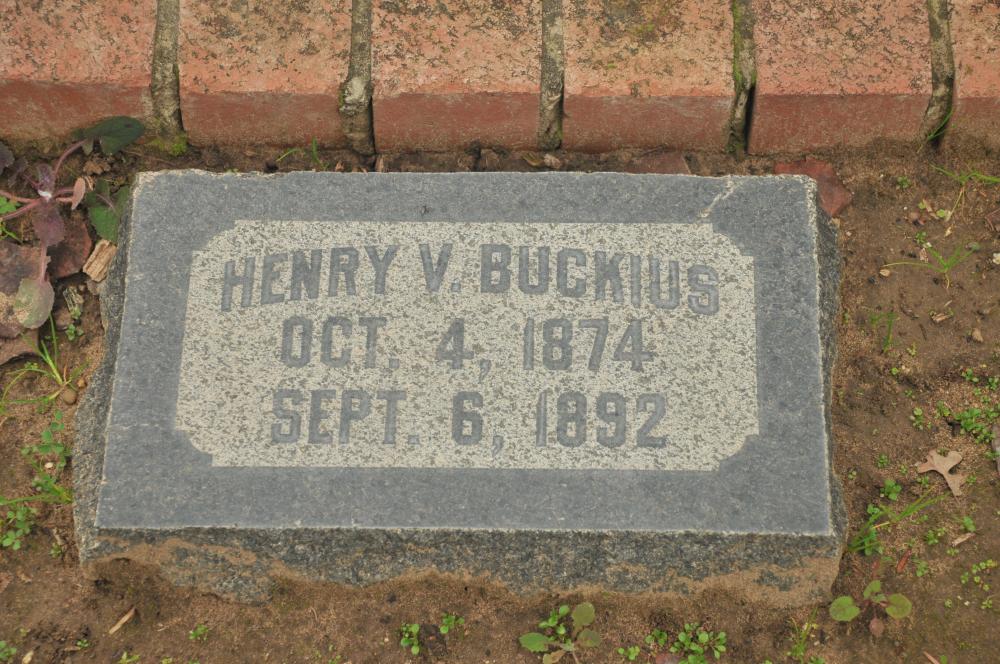 HENRY V. BUCKIUS
OCT. 4, 1874
SEPT. 6, 1892